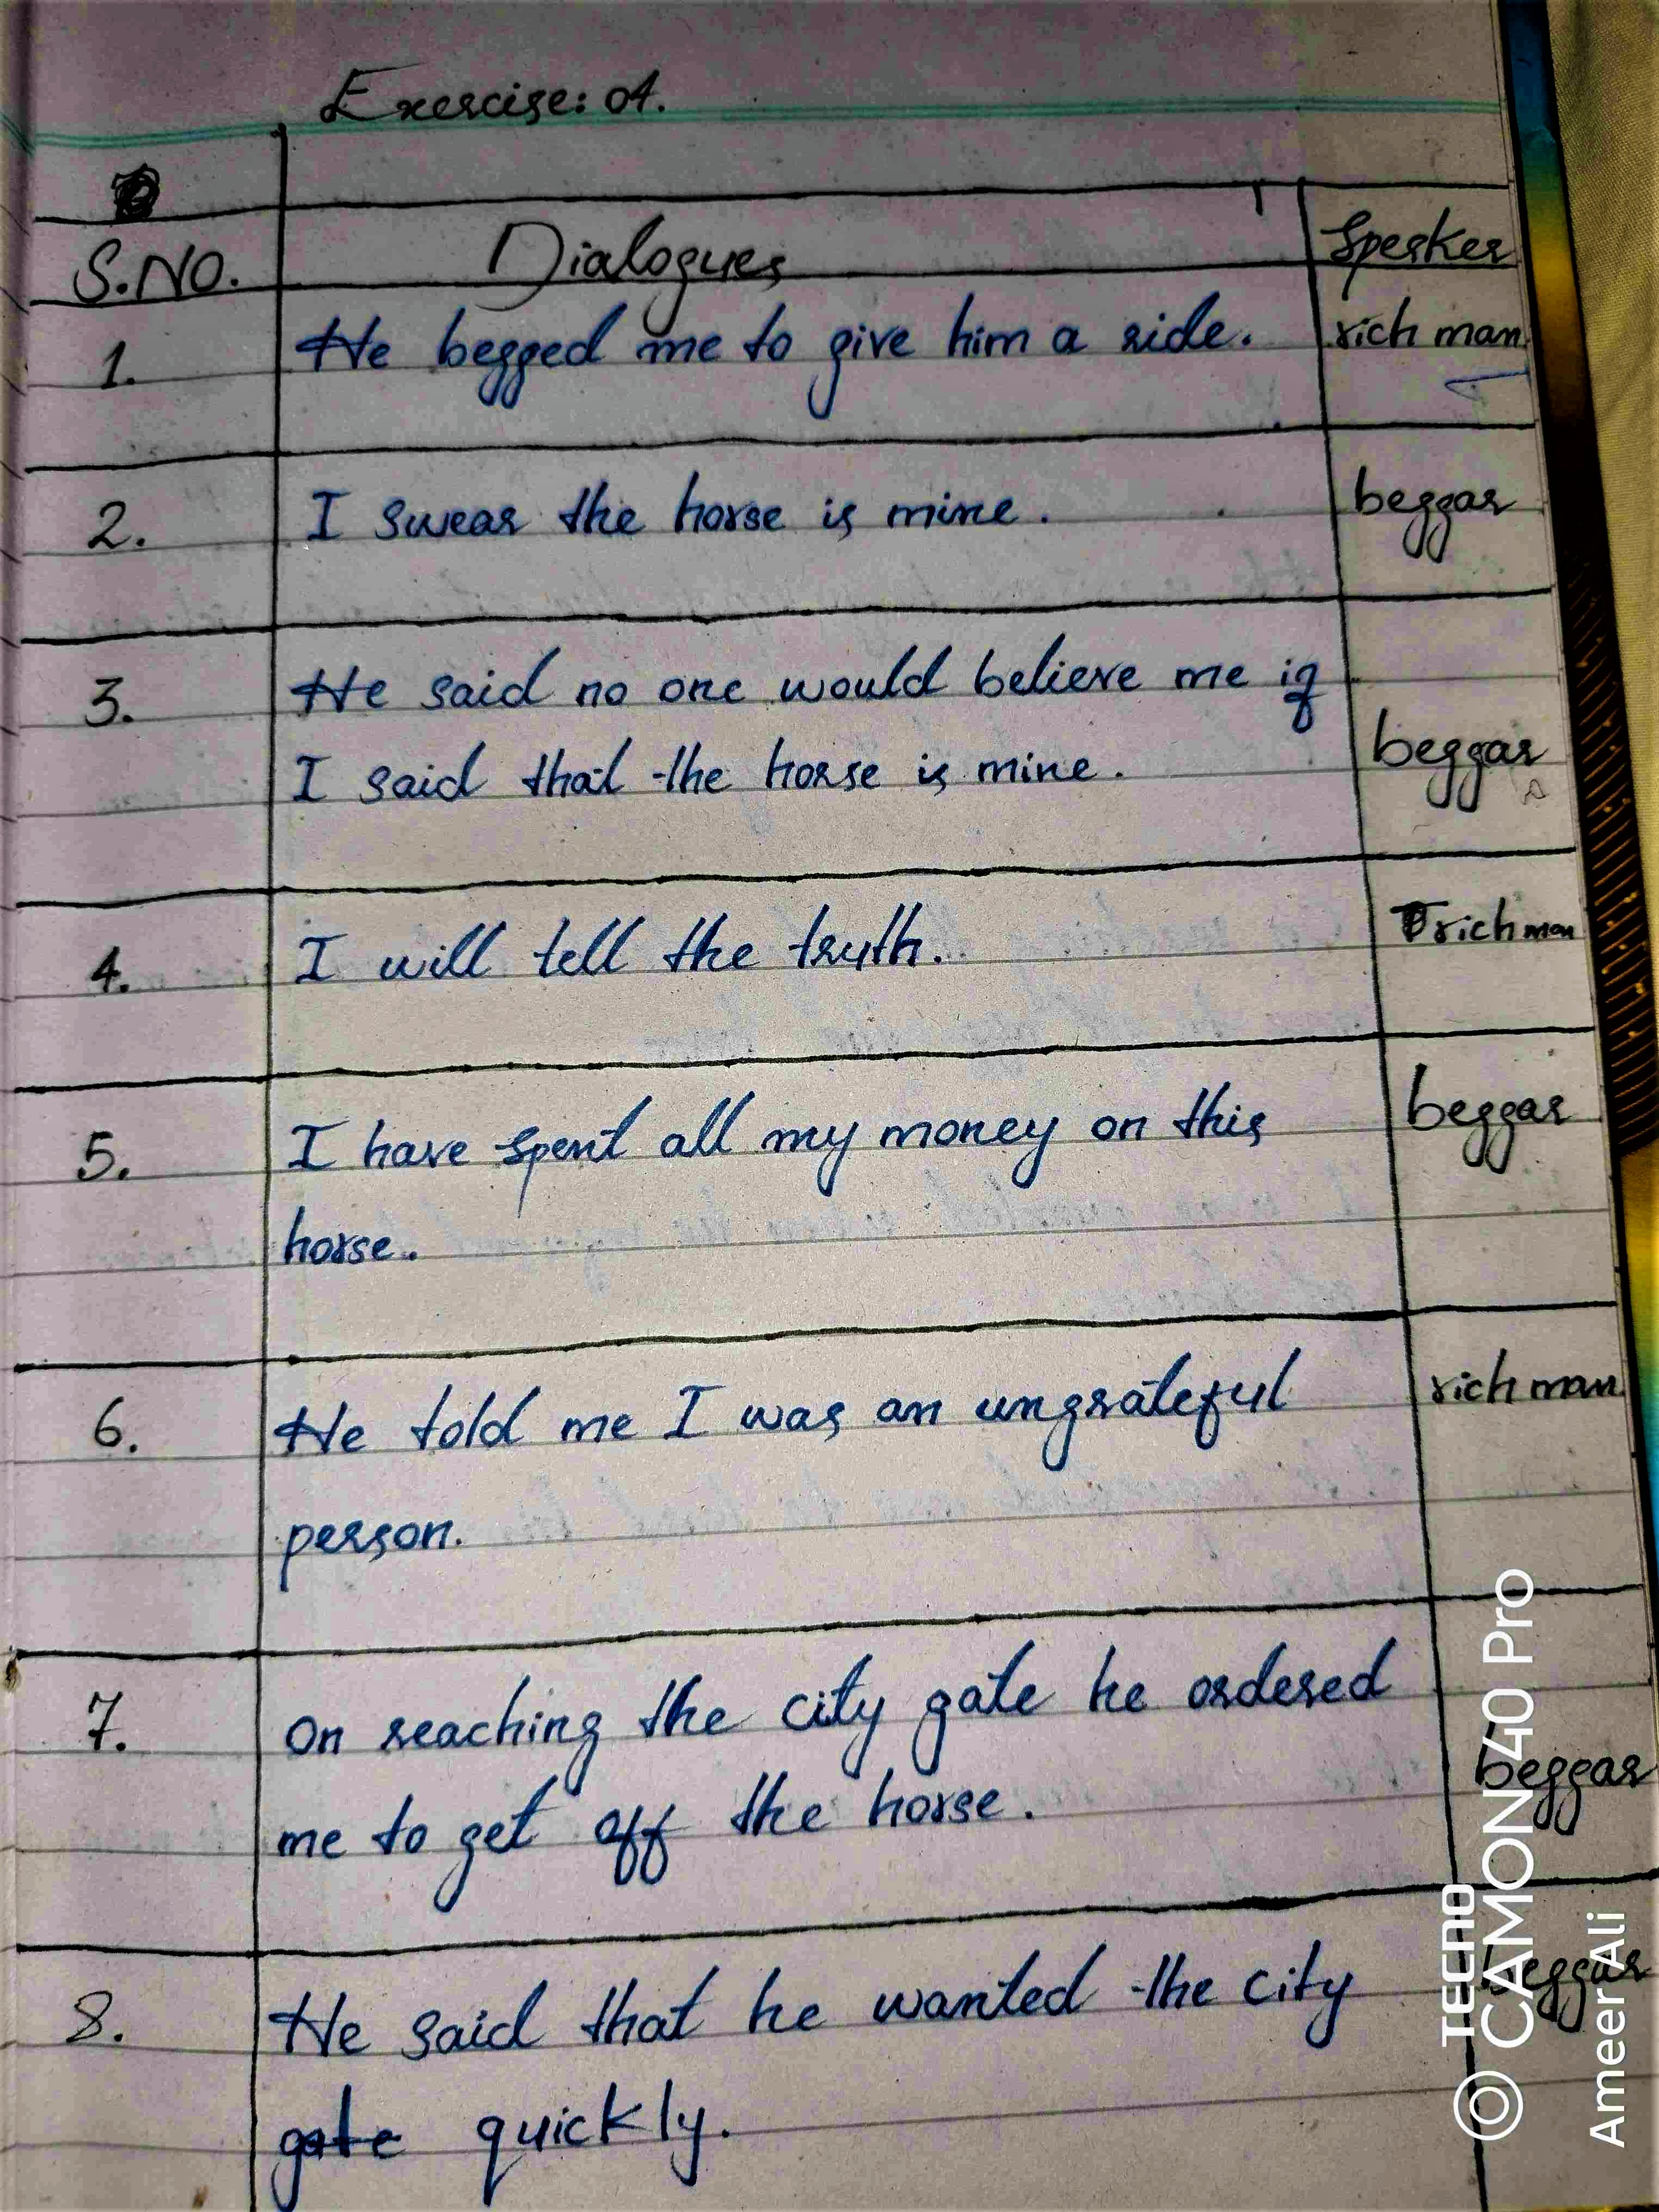 Exercise: 04.
S.NO. Dialogues Spesker
1. He begged me to give him a ride. rich man
2. I swear the horse is mine. beggar
3. He said no one would believe me if
I said that the horse is mine. beggar
4. I will tell the truth. rich man
5. I have spent all my money on this beggar
horse.
6. He told me I was an ungrateful rich man
person.
7. On reaching the city gate he ordered
me to get off the horse. beggar
8. He said that he wanted the city beggar
gate quickly.
TECNO
CAMON 40 Pro
Ameer Ali